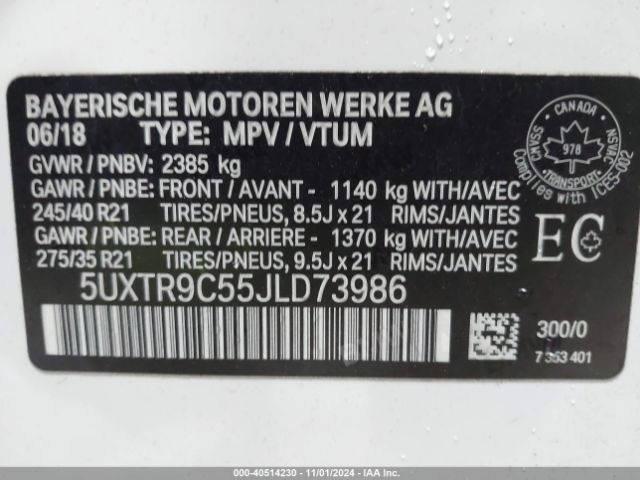 BAYERISCHE MOTOREN WERKE AG
06/18 TYPE: MPV / VTUM
GVWR / PNBV: 2385 kg
GAWR / PNBE: FRONT / AVANT - 1140 kg WITH/AVEC
245/40 R21 TIRES/PNEUS, 8.5J x 21 RIMS/JANTES
GAWR / PNBE: REAR / ARRIERE - 1370 kg WITH/AVEC
275/35 R21 TIRES/PNEUS, 9.5J x 21 RIMS/JANTES
5UXTR9C55JLD73986
CANADA
CMVSS NSVAC
978
TRANSPORT
Complies with ICES-002
EC
300/0
7 353 401
000-40514230 - 11/01/2024 - IAA Inc.